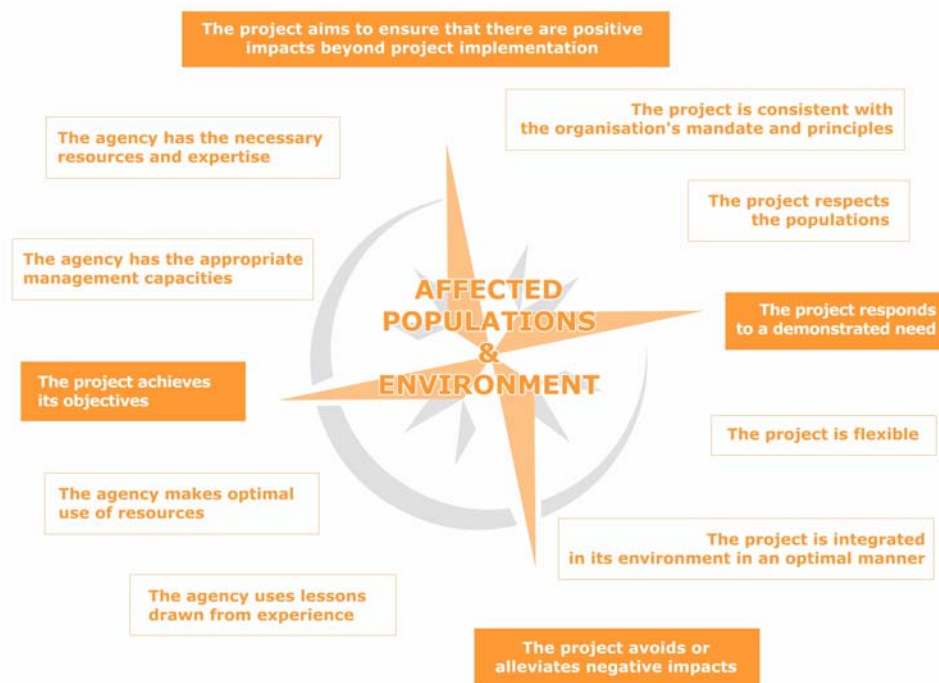 The project aims to ensure that there are positive
impacts beyond project implementation
The project is consistent with
the organisation's mandate and principles
The agency has the necessary
resources and expertise
The project respects
the populations
The agency has the appropriate
management capacities
AFFECTED
POPULATIONS
&
ENVIRONMENT
The project responds
to a demonstrated need
The project achieves
its objectives
The project is flexible
The agency makes optimal
use of resources
The project is integrated
in its environment in an optimal manner
The agency uses lessons
drawn from experience
The project avoids or
alleviates negative impacts